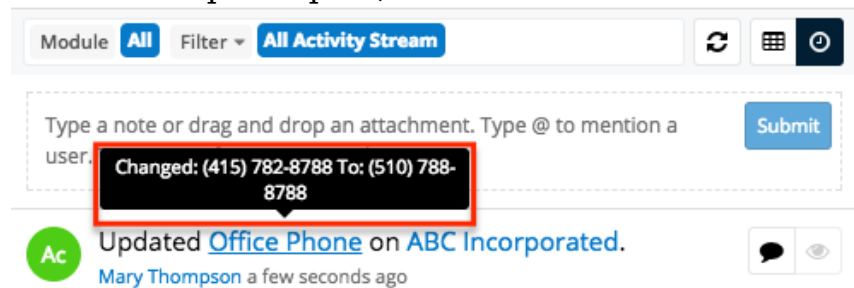 Module All Filter All Activity Stream
Type a note or drag and drop an attachment. Type @ to mention a
user.
Submit
Changed: (415) 782-8788 To: (510) 788-
8788
Ac
Updated Office Phone on ABC Incorporated.
Mary Thompson a few seconds ago